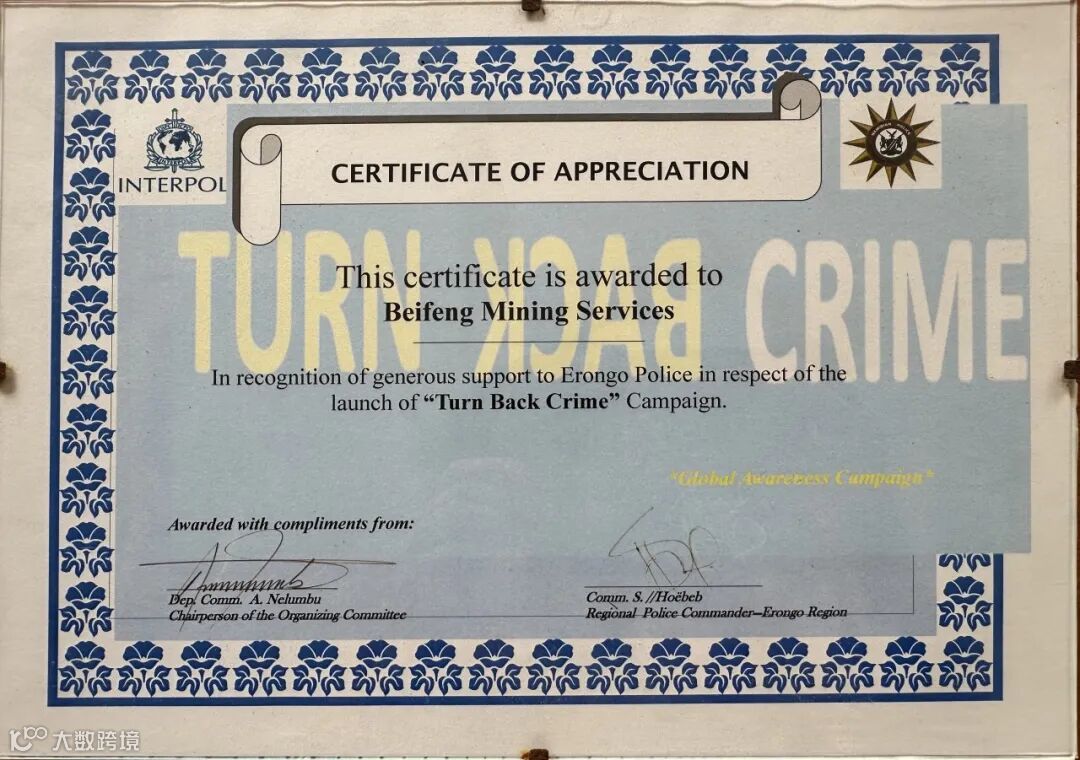 INTERPOL
CERTIFICATE OF APPRECIATION
TURN BACK CRIME
This certificate is awarded to
Beifeng Mining Services
In recognition of generous support to Erongo Police in respect of the
launch of “Turn Back Crime” Campaign.
*Global Awareness Campaign*
Awarded with compliments from:
Dep. Comm. A. Nelumbu
Chairperson of the Organizing Committee
Comm. S. //Hoëbeb
Regional Police Commander—Erongo Region
大数跨境